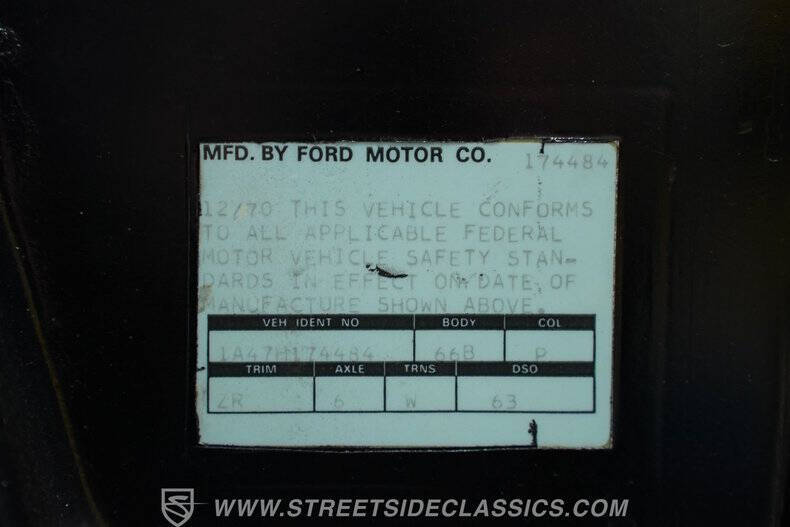 MFD. BY FORD MOTOR CO. 174484
12/70 THIS VEHICLE CONFORMS
TO ALL APPLICABLE FEDERAL
MOTOR VEHICLE SAFETY STAN-
DARDS IN EFFECT ON DATE OF
MANUFACTURE SHOWN ABOVE.
VEH IDENT NO BODY COL
1A47H174484 66B P
TRIM AXLE TRNS DSO
ZR 6 W 63
WWW.STREETSIDECLASSICS.COM